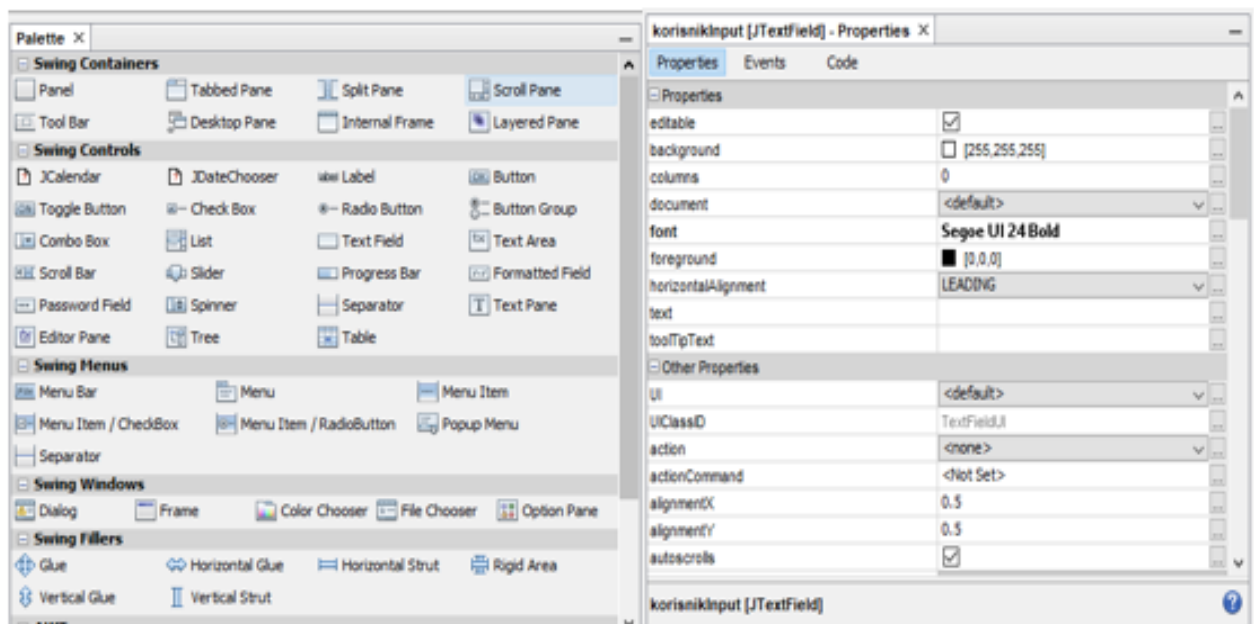 Palette
Swing Containers
Panel Tabbed Pane Split Pane Scroll Pane
Tool Bar Desktop Pane Internal Frame Layered Pane
Swing Controls
JCalendar JDateChooser Label Button
Toggle Button Check Box Radio Button Button Group
Combo Box List Text Field Text Area
Scroll Bar Slider Progress Bar Formatted Field
Password Field Spinner Separator Text Pane
Editor Pane Tree Table
Swing Menus
Menu Bar Menu Menu Item
Menu Item / CheckBox Menu Item / RadioButton Popup Menu
Separator
Swing Windows
Dialog Frame Color Chooser File Chooser Option Pane
Swing Fillers
Glue Horizontal Glue Horizontal Strut Rigid Area
Vertical Glue Vertical Strut
korisnikInput [JTextField] - Properties
Properties Events Code
Properties
editable
background [255,255,255]
columns 0
document <default>
font Segoe UI 24 Bold
foreground [0,0,0]
horizontalAlignment LEADING
text
toolTipText
Other Properties
UI <default>
UIClassID TextFieldUI
action <none>
actionCommand <Not Set>
alignmentX 0.5
alignmentY 0.5
autoscrolls
korisnikInput [JTextField]